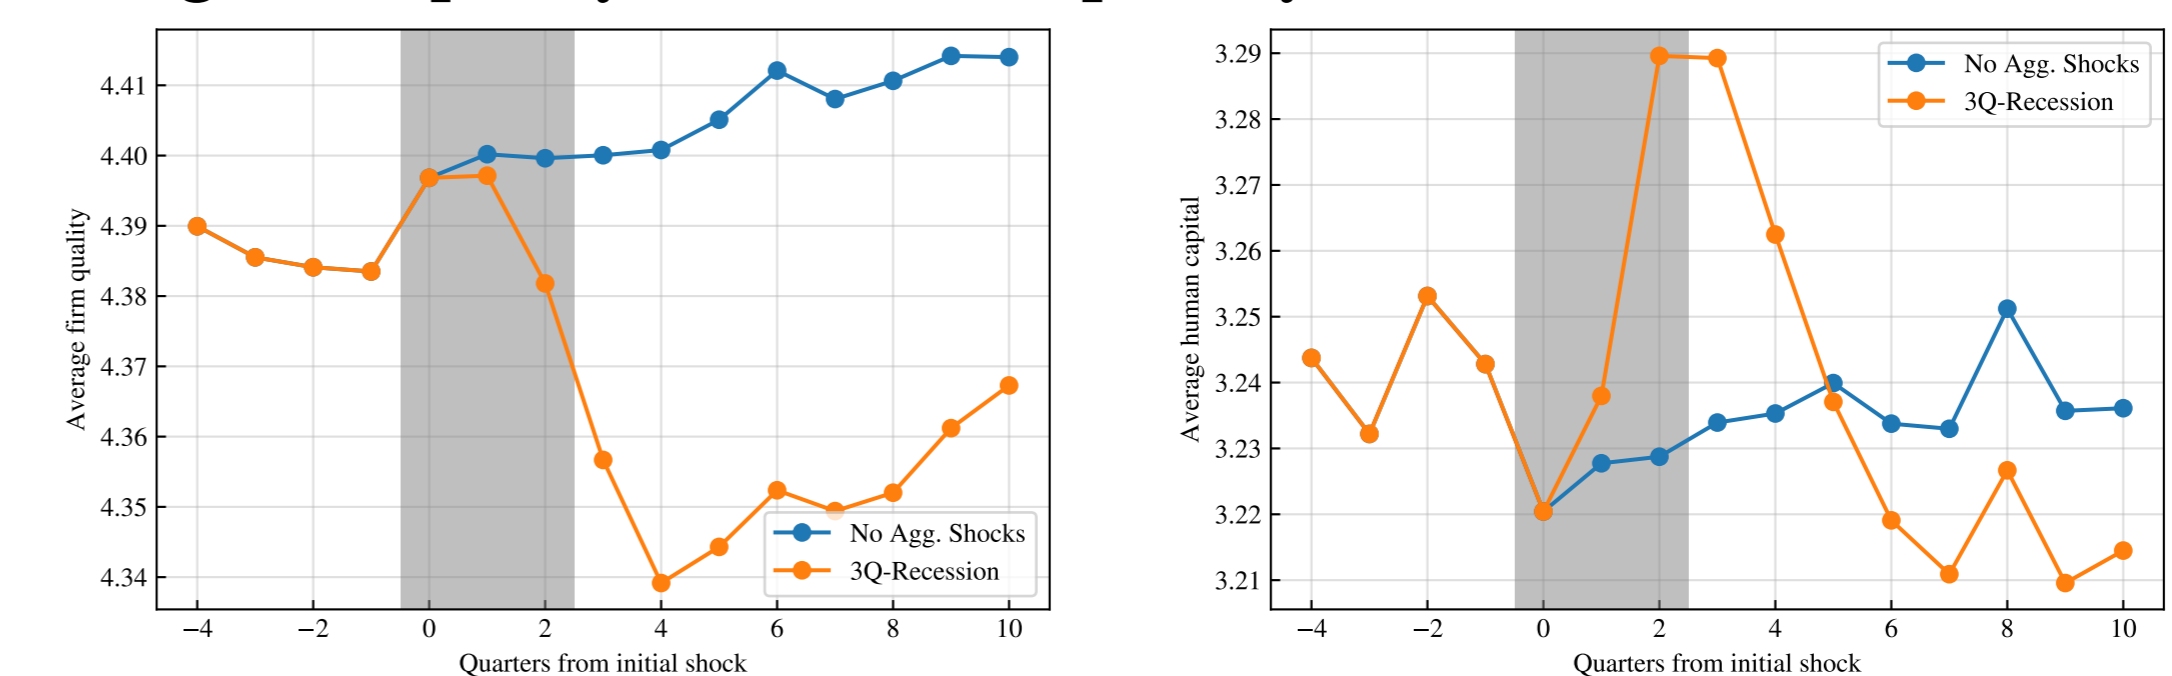 4.41
4.40
4.39
4.38
4.37
4.36
4.35
4.34
Average firm quality
−4 −2 0 2 4 6 8 10
Quarters from initial shock
No Agg. Shocks
3Q-Recession
3.29
3.28
3.27
3.26
3.25
3.24
3.23
3.22
3.21
Average human capital
−4 −2 0 2 4 6 8 10
Quarters from initial shock
No Agg. Shocks
3Q-Recession